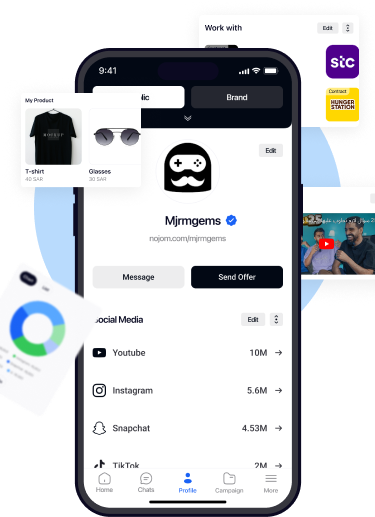 Work with
Edit
9:41
stc
Contract
HUNGER
STATION
My Product
Brand
T-shirt
40 SAR
Glasses
30 SAR
Edit
Mjrmgems
nojom.com/mjrmgems
Message
Send Offer
Social Media
Edit
Youtube
10M
Instagram
5.6M
Snapchat
4.53M
TikTok
2M
Home
Chats
Profile
Campaign
More